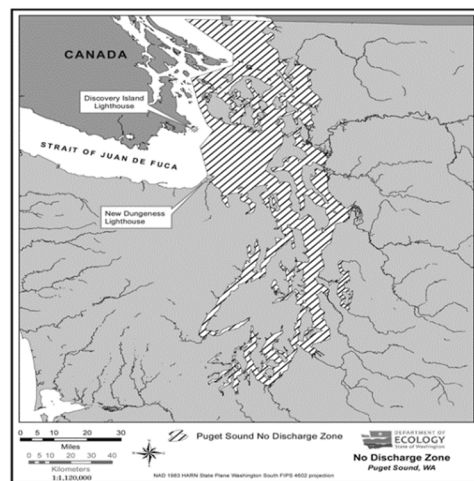 CANADA
Discovery Island
Lighthouse
STRAIT OF JUAN DE FUCA
New Dungeness
Lighthouse
0 5 10 20 30
Miles
0 5 10 20 30 40
Kilometers
1:1,120,000
Puget Sound No Discharge Zone
NAD 1983 HARN State Plane Washington South FIPS 4602 projection
DEPARTMENT OF
ECOLOGY
State of Washington
No Discharge Zone
Puget Sound, WA